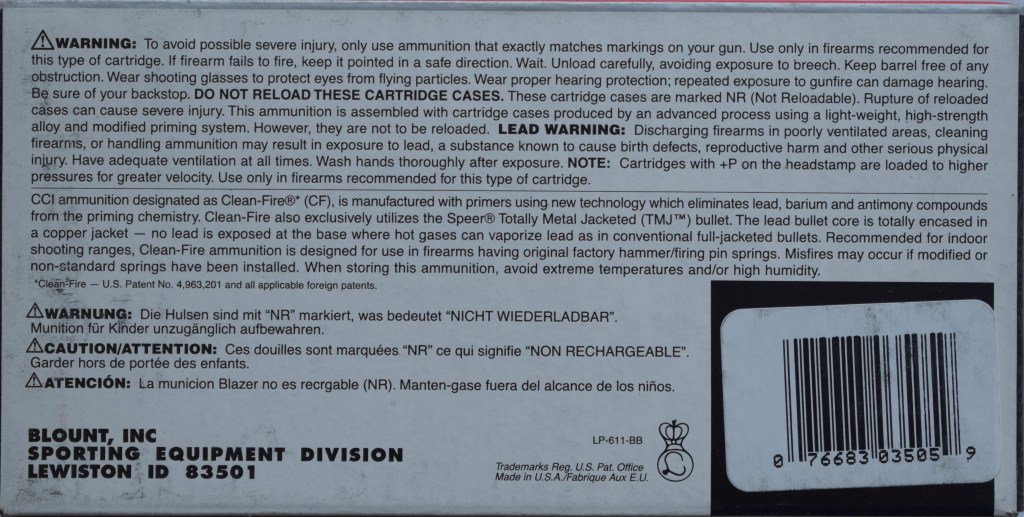 ⚠WARNING: To avoid possible severe injury, only use ammunition that exactly matches markings on your gun. Use only in firearms recommended for
this type of cartridge. If firearm fails to fire, keep it pointed in a safe direction. Wait. Unload carefully, avoiding exposure to breech. Keep barrel free of any
obstruction. Wear shooting glasses to protect eyes from flying particles. Wear proper hearing protection; repeated exposure to gunfire can damage hearing.
Be sure of your backstop. DO NOT RELOAD THESE CARTRIDGE CASES. These cartridge cases are marked NR (Not Reloadable). Rupture of reloaded
cases can cause severe injury. This ammunition is assembled with cartridge cases produced by an advanced process using a light-weight, high-strength
alloy and modified priming system. However, they are not to be reloaded. LEAD WARNING: Discharging firearms in poorly ventilated areas, cleaning
firearms, or handling ammunition may result in exposure to lead, a substance known to cause birth defects, reproductive harm and other serious physical
injury. Have adequate ventilation at all times. Wash hands thoroughly after exposure. NOTE: Cartridges with +P on the headstamp are loaded to higher
pressures for greater velocity. Use only in firearms recommended for this type of cartridge.
CCI ammunition designated as Clean-Fire®* (CF), is manufactured with primers using new technology which eliminates lead, barium and antimony compounds
from the priming chemistry. Clean-Fire also exclusively utilizes the Speer® Totally Metal Jacketed (TMJ™) bullet. The lead bullet core is totally encased in
a copper jacket — no lead is exposed at the base where hot gases can vaporize lead as in conventional full-jacketed bullets. Recommended for indoor
shooting ranges, Clean-Fire ammunition is designed for use in firearms having original factory hammer/firing pin springs. Misfires may occur if modified or
non-standard springs have been installed. When storing this ammunition, avoid extreme temperatures and/or high humidity.
*Clean-Fire — U.S. Patent No. 4,963,201 and all applicable foreign patents.
⚠WARNUNG: Die Hulsen sind mit "NR" markiert, was bedeutet "NICHT WIEDERLADBAR".
Munition für Kinder unzugänglich aufbewahren.
⚠CAUTION/ATTENTION: Ces douilles sont marquées "NR" ce qui signifie "NON RECHARGEABLE".
Garder hors de portée des enfants.
⚠ATENCIÓN: La municion Blazer no es recrgable (NR). Manten-gase fuera del alcance de los niños.
BLOUNT, INC
SPORTING EQUIPMENT DIVISION
LEWISTON ID 83501
LP-611-BB
Trademarks Reg. U.S. Pat. Office
Made in U.S.A./Fabrique Aux E.U.
0 76683 03505 9